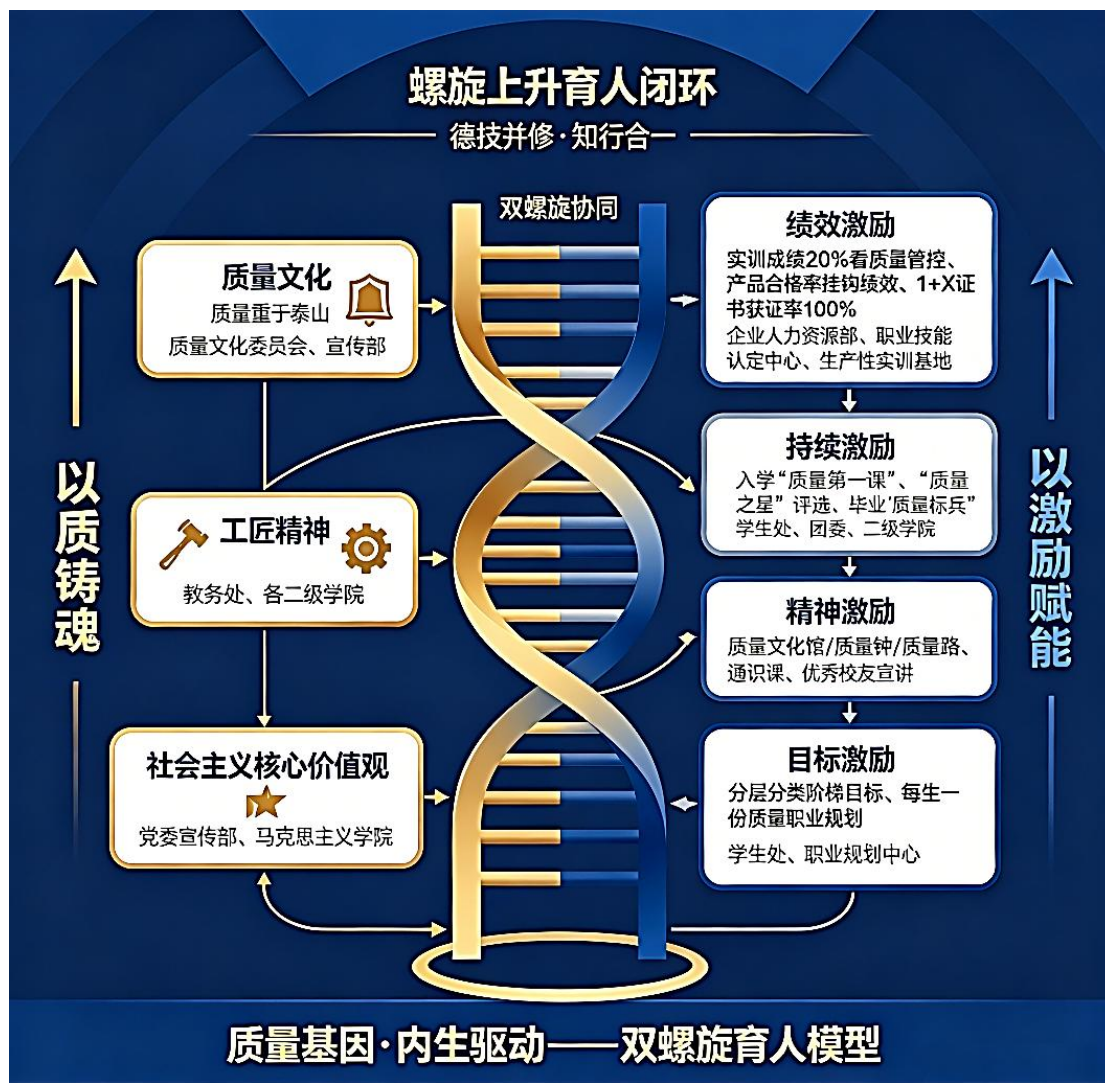 螺旋上升育人闭环
德技并修·知行合一
双螺旋协同
以质铸魂
质量文化
质量重于泰山
质量文化委员会、宣传部
工匠精神
教务处、各二级学院
社会主义核心价值观
党委宣传部、马克思主义学院
绩效激励
实训成绩20%看质量管控、
产品合格率挂钩绩效、1+X证
书获证率100%
企业人力资源部、职业技能
认定中心、生产性实训基地
持续激励
入学“质量第一课”、“质量
之星”评选、毕业‘质量标兵”
学生处、团委、二级学院
精神激励
质量文化馆/质量钟/质量路、
通识课、优秀校友宣讲
目标激励
分层分类阶梯目标、每生一
份质量职业规划
学生处、职业规划中心
以激励赋能
质量基因·内生驱动——双螺旋育人模型